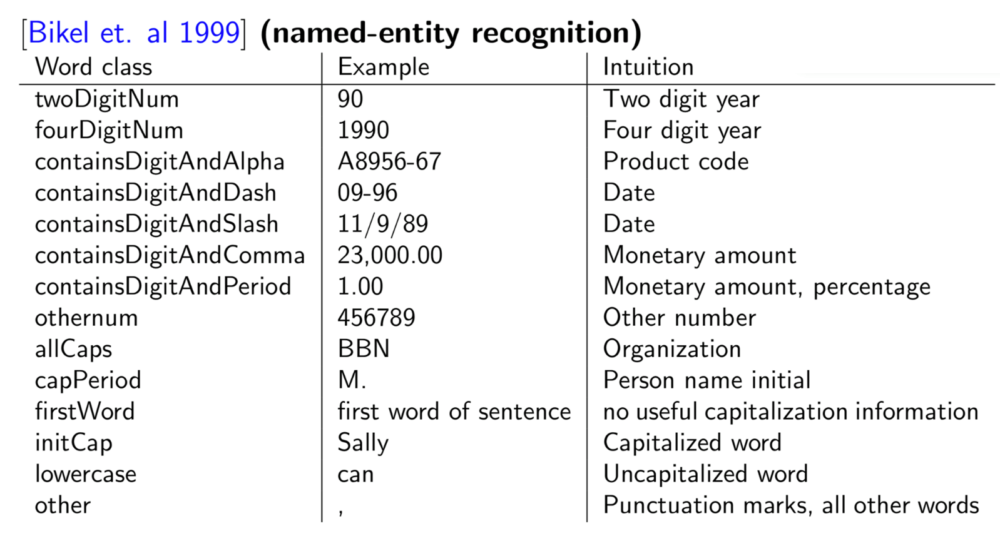 [Bikel et. al 1999] (named-entity recognition)
Word class Example Intuition
twoDigitNum 90 Two digit year
fourDigitNum 1990 Four digit year
containsDigitAndAlpha A8956-67 Product code
containsDigitAndDash 09-96 Date
containsDigitAndSlash 11/9/89 Date
containsDigitAndComma 23,000.00 Monetary amount
containsDigitAndPeriod 1.00 Monetary amount, percentage
othernum 456789 Other number
allCaps BBN Organization
capPeriod M. Person name initial
firstWord first word of sentence no useful capitalization information
initCap Sally Capitalized word
lowercase can Uncapitalized word
other , Punctuation marks, all other words